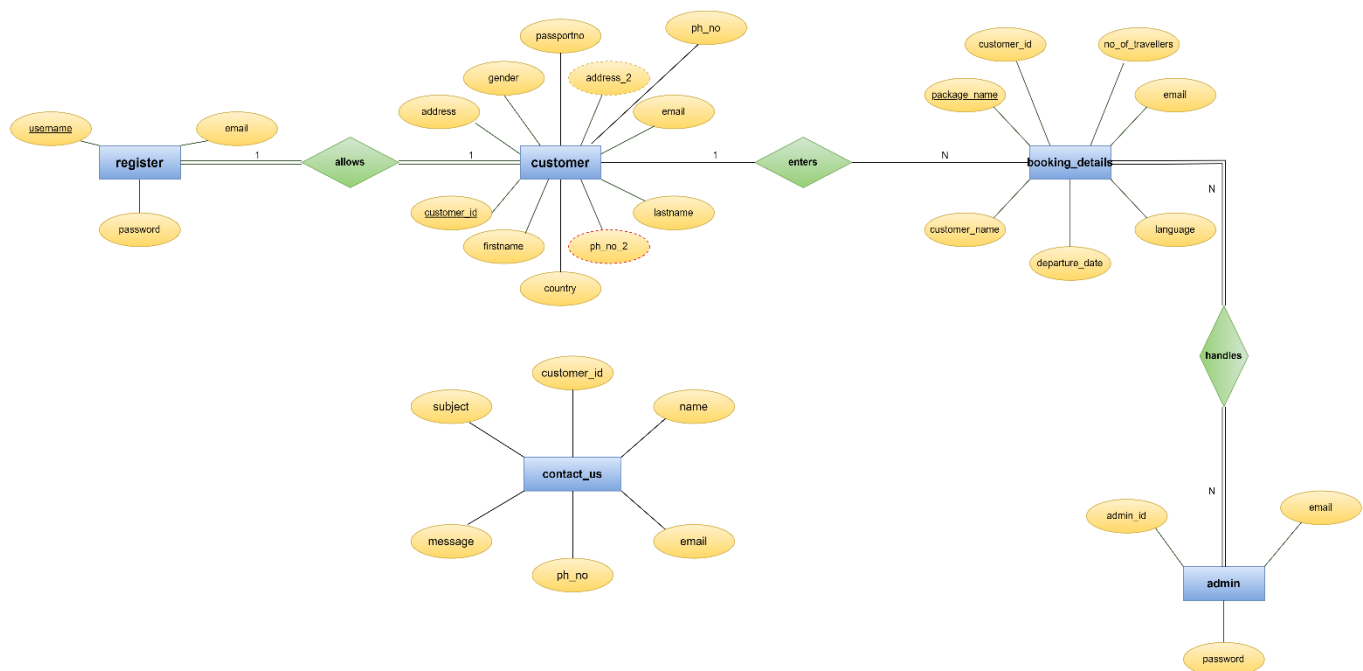 ph_no
passportno
customer_id
no_of_travellers
gender
address_2
package_name
email
address
email
username
email
register
1
allows
1
customer
1
enters
N
booking_details
N
customer_id
lastname
password
firstname
ph_no_2
customer_name
language
departure_date
country
handles
customer_id
subject
name
contact_us
N
message
email
ph_no
admin_id
email
admin
password